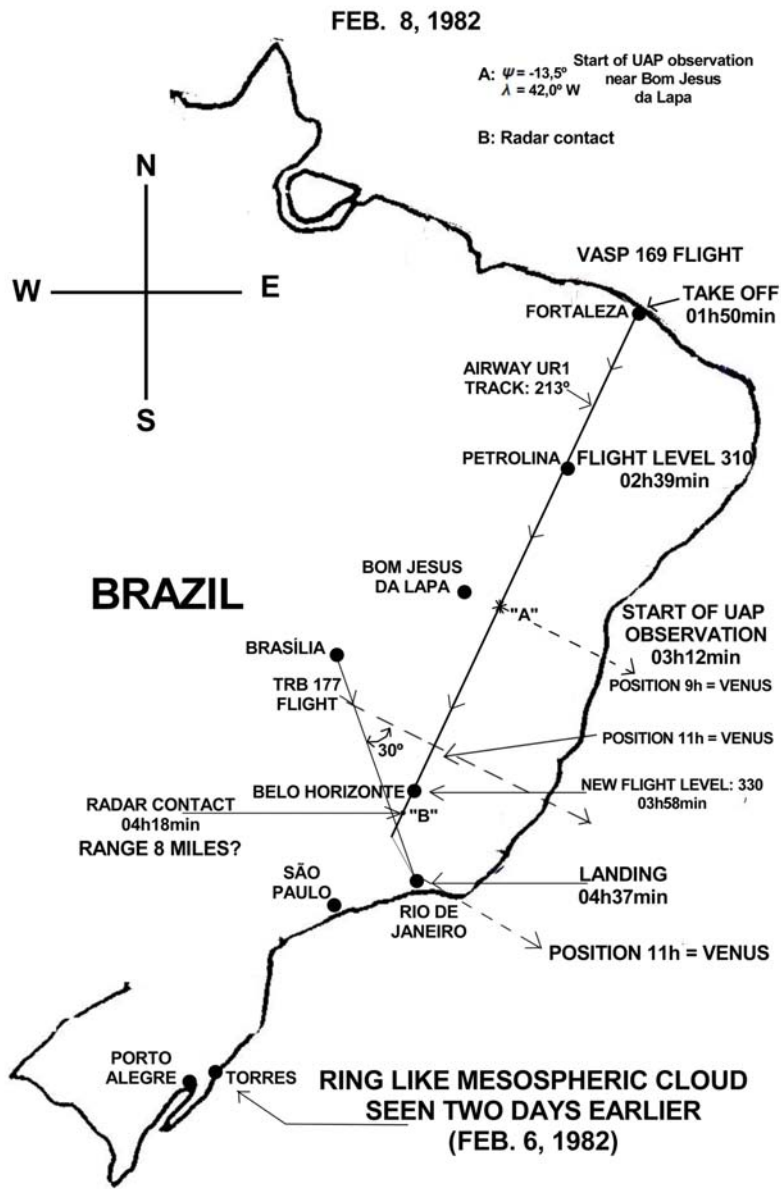 FEB. 8, 1982
A: ψ = -13,5º
λ = 42,0º W
Start of UAP observation
near Bom Jesus
da Lapa
B: Radar contact
N
W
E
S
VASP 169 FLIGHT
TAKE OFF
01h50min
FORTALEZA
AIRWAY UR1
TRACK: 213º
PETROLINA
FLIGHT LEVEL 310
02h39min
BOM JESUS
DA LAPA
BRAZIL
"A"
START OF UAP
OBSERVATION
03h12min
POSITION 9h = VENUS
BRASÍLIA
TRB 177
FLIGHT
30º
POSITION 11h = VENUS
BELO HORIZONTE
NEW FLIGHT LEVEL: 330
03h58min
RADAR CONTACT
04h18min
"B"
RANGE 8 MILES?
LANDING
04h37min
SÃO
PAULO
RIO DE
JANEIRO
POSITION 11h = VENUS
PORTO
ALEGRE
TORRES
RING LIKE MESOSPHERIC CLOUD
SEEN TWO DAYS EARLIER
(FEB. 6, 1982)